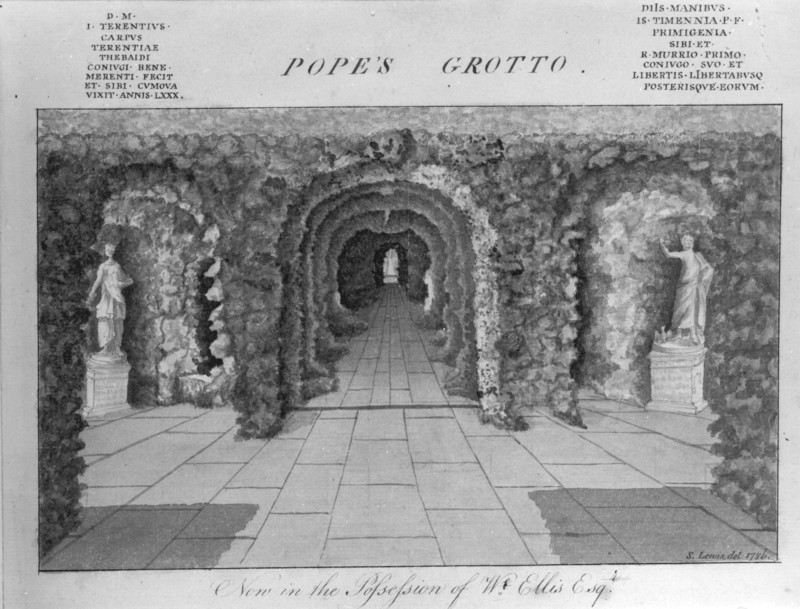 D·M·
I·TERENTIVS·
CARPVS
TERENTIAE
THEBAIDI
CONIVGI·BENE·
MERENTI·FECIT
ET·SIBI·CVMOVA
VIXIT·ANNIS·LXXX.
POPE'S GROTTO.
DIIS·MANIBVS·
IS·TIMENNIA·P·F·
PRIMIGENIA·
SIBI·ET·
R·MURRIO·PRIMO·
CONIVGO·SVO·ET
LIBERTIS·LIBERTABVSQ
POSTERISQVE·EORVM·
S. Lewis del. 1786.
Now in the Possession of Wm. Ellis Esqr.